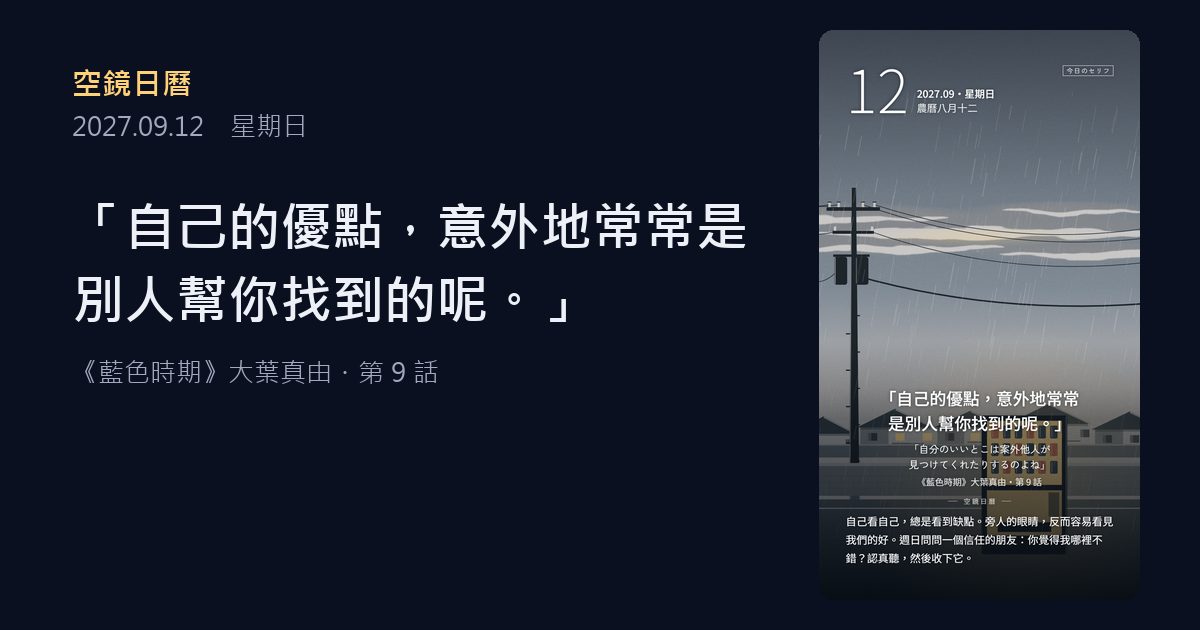 空鏡日曆
2027.09.12　星期日
「自己的優點，意外地常常是
別人幫你找到的呢。」
《藍色時期》大葉真由・第 9 話
12
2027.09・星期日
農曆八月十二
今日のセリフ
「自己的優點，意外地常常
是別人幫你找到的呢。」
「自分のいいとこは案外他人が
見つけてくれたりするのよね」
《藍色時期》大葉真由・第 9 話
— 空鏡日曆 —
自己看自己，總是看到缺點。旁人的眼睛，反而容易看見
我們的好。週日問問一個信任的朋友：你覺得我哪裡不
錯？認真聽，然後收下它。